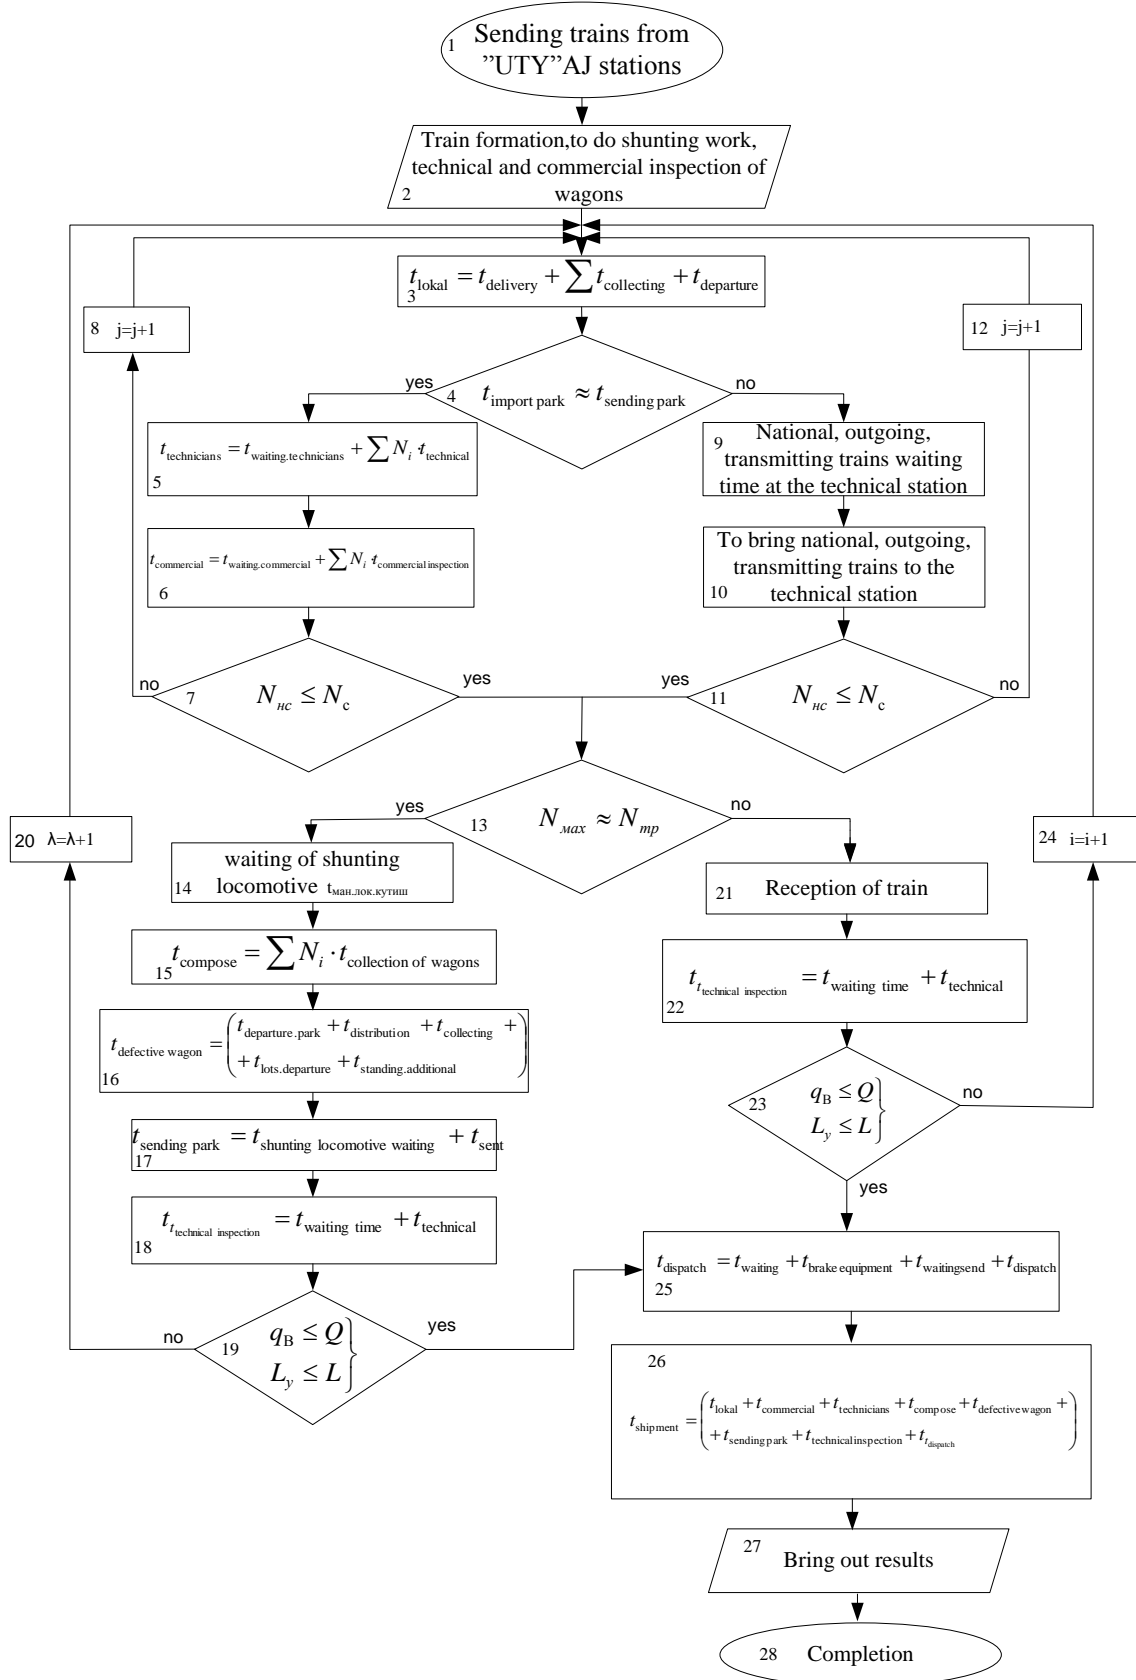 1 Sending trains from
”UTY”AJ stations
Train formation,to do shunting work,
technical and commercial inspection of
2 wagons
t_lokal = t_delivery + ∑ t_collecting + t_departure
3
8 j=j+1
12 j=j+1
yes
4 t_import park ≈ t_sending park
no
t_technicians = t_waiting.technicians + ∑ N_i · t_technical
5
9 National, outgoing,
transmitting trains waiting
time at the technical station
t_commercial = t_waiting.commercial + ∑ N_i · t_commercial inspection
6
To bring national, outgoing,
transmitting trains to the
10 technical station
no
7 N_нс ≤ N_с
yes
yes
11 N_нс ≤ N_с
no
yes
13 N_мах ≈ N_тр
no
20 λ=λ+1
24 i=i+1
waiting of shunting
14 locomotive t_ман.лок.кутиш
21 Reception of train
15 t_compose = ∑ N_i · t_collection of wagons
t_t_technical inspection = t_waiting time + t_technical
22
t_defective wagon = (t_departure.park + t_distribution + t_collecting +
+ t_lots.departure + t_standing.additional)
16
23 q_B ≤ Q
L_y ≤ L}
no
yes
t_sending park = t_shunting locomotive waiting + t_sent
17
t_t_technical inspection = t_waiting time + t_technical
18
t_dispatch = t_waiting + t_brake equipment + t_waitingsend + t_dispatch
25
no
19 q_B ≤ Q
L_y ≤ L}
yes
26
t_shipment = (t_lokal + t_commercial + t_technicians + t_compose + t_defective wagon +
+ t_sending park + t_technical inspection + t_t_dispatch)
27 Bring out results
28 Completion